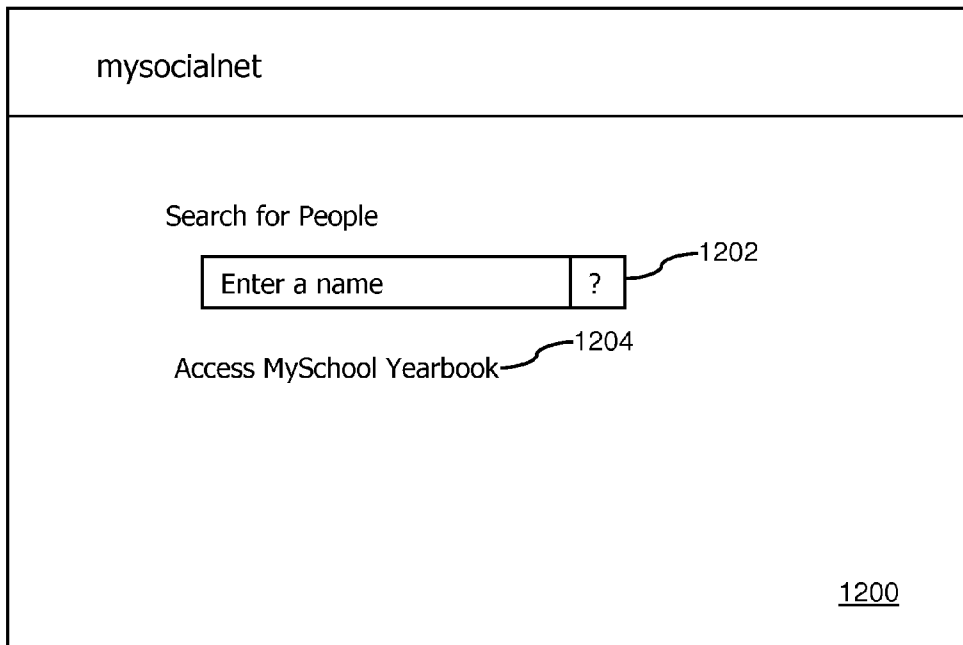 mysocialnet
Search for People
Enter a name ?
1202
Access MySchool Yearbook
1204
1200